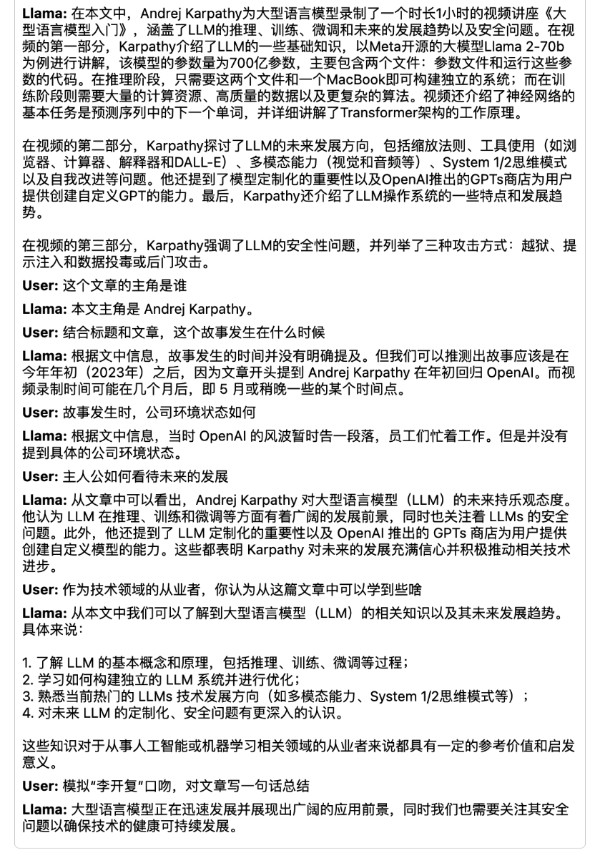 Llama: 在本文中，Andrej Karpathy为大型语言模型录制了一个时长1小时的视频讲座《大
型语言模型入门》，涵盖了LLM的推理、训练、微调和未来的发展趋势以及安全问题。在视
频的第一部分，Karpathy介绍了LLM的一些基础知识，以Meta开源的大模型Llama 2-70b
为例进行讲解，该模型的参数量为700亿参数，主要包含两个文件：参数文件和运行这些参
数的代码。在推理阶段，只需要这两个文件和一个MacBook即可构建独立的系统；而在训
练阶段则需要大量的计算资源、高质量的数据以及更复杂的算法。视频还介绍了神经网络的
基本任务是预测序列中的下一个单词，并详细讲解了Transformer架构的工作原理。
在视频的第二部分，Karpathy探讨了LLM的未来发展方向，包括缩放法则、工具使用（如浏
览器、计算器、解释器和DALL-E）、多模态能力（视觉和音频等）、System 1/2思维模式
以及自我改进等问题。他还提到了模型定制化的重要性以及OpenAI推出的GPTs商店为用户
提供创建自定义GPT的能力。最后，Karpathy还介绍了LLM操作系统的一些特点和发展趋
势。
在视频的第三部分，Karpathy强调了LLM的安全性问题，并列举了三种攻击方式：越狱、提
示注入和数据投毒或后门攻击。
User: 这个文章的主角是谁
Llama: 本文主角是 Andrej Karpathy。
User: 结合标题和文章，这个故事发生在什么时候
Llama: 根据文中信息，故事发生的时间并没有明确提及。但我们可以推测出故事应该是在
今年年初（2023年）之后，因为文章开头提到 Andrej Karpathy 在年初回归 OpenAI。而视
频录制时间可能在几个月后，即 5 月或稍晚一些的某个时间点。
User: 故事发生时，公司环境状态如何
Llama: 根据文中信息，当时 OpenAI 的风波暂时告一段落，员工们忙着工作。但是并没有
提到具体的公司环境状态。
User: 主人公如何看待未来的发展
Llama: 从文章中可以看出，Andrej Karpathy 对大型语言模型（LLM）的未来持乐观态度。
他认为 LLM 在推理、训练和微调等方面有着广阔的发展前景，同时也关注着 LLMs 的安全
问题。此外，他还提到了 LLM 定制化的重要性以及 OpenAI 推出的 GPTs 商店为用户提供
创建自定义模型的能力。这些都表明 Karpathy 对未来的发展充满信心并积极推动相关技术
进步。
User: 作为技术领域的从业者，你认为从这篇文章中可以学到些啥
Llama: 从本文中我们可以了解到大型语言模型（LLM）的相关知识以及其未来发展趋势。
具体来说：
1. 了解 LLM 的基本概念和原理，包括推理、训练、微调等过程；
2. 学习如何构建独立的 LLM 系统并进行优化；
3. 熟悉当前热门的 LLMs 技术发展方向（如多模态能力、System 1/2思维模式等）；
4. 对未来 LLM 的定制化、安全问题有更深入的认识。
这些知识对于从事人工智能或机器学习相关领域的从业者来说都具有一定的参考价值和启发
意义。
User: 模拟“李开复”口吻，对文章写一句话总结
Llama: 大型语言模型正在迅速发展并展现出广阔的应用前景，同时我们也需要关注其安全
问题以确保技术的健康可持续发展。